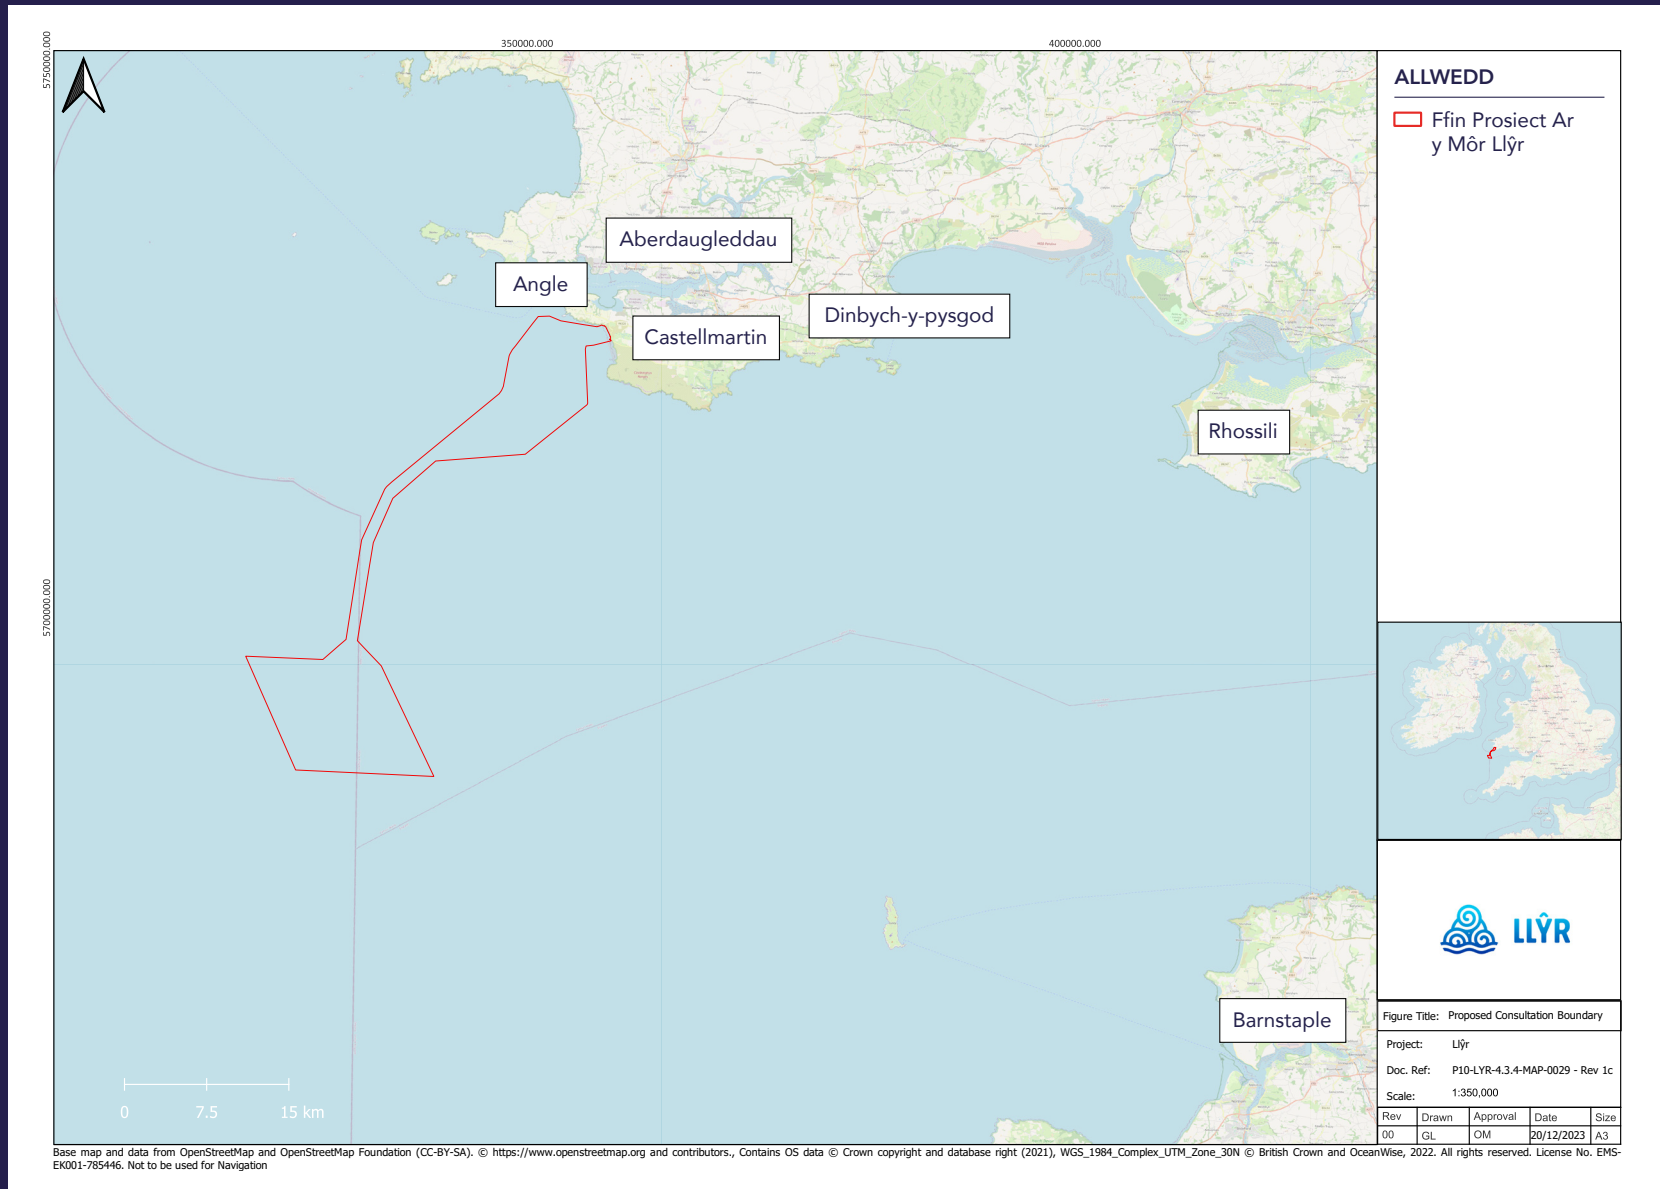 350000.000
400000.000
5750000.000
5700000.000
Aberdaugleddau
Angle
Dinbych-y-pysgod
Castellmartin
Rhossili
Barnstaple
0 7.5 15 km
ALLWEDD
Ffin Prosiect Ar
y Môr Llŷr
LLŶR
Figure Title: Proposed Consultation Boundary
Project: Llŷr
Doc. Ref: P10-LYR-4.3.4-MAP-0029 - Rev 1c
Scale: 1:350,000
Rev Drawn Approval Date Size
00 GL OM 20/12/2023 A3
Base map and data from OpenStreetMap and OpenStreetMap Foundation (CC-BY-SA). © https://www.openstreetmap.org and contributors., Contains OS data © Crown copyright and database right (2021), WGS_1984_Complex_UTM_Zone_30N © British Crown and OceanWise, 2022. All rights reserved. License No. EMS-
EK001-785446. Not to be used for Navigation